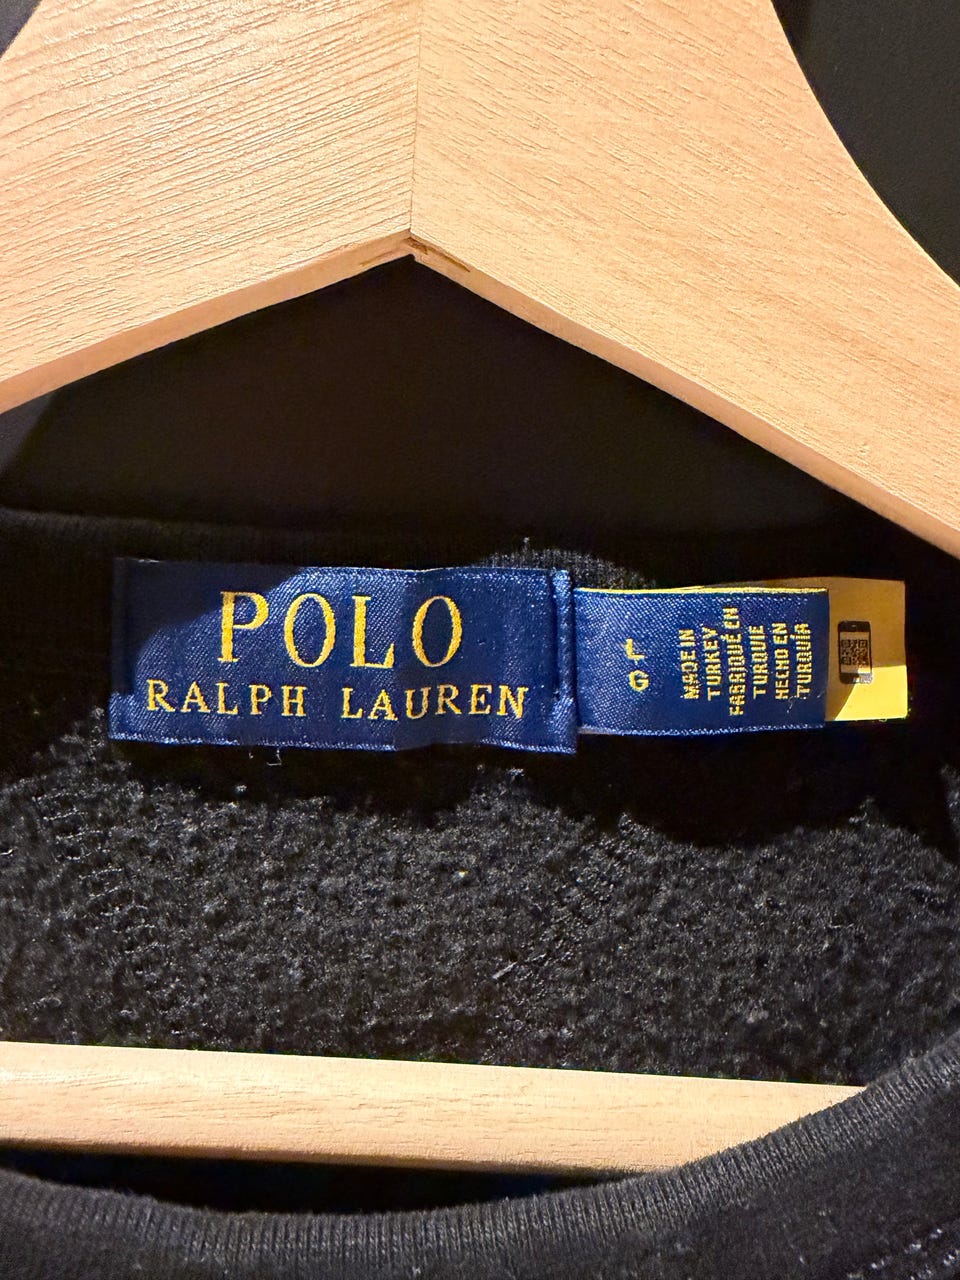 POLO
RALPH LAUREN
L
G
MADE IN
TURKEY
FABRIQUÉ EN
TURQUIE
HECHO EN
TURQUÍA